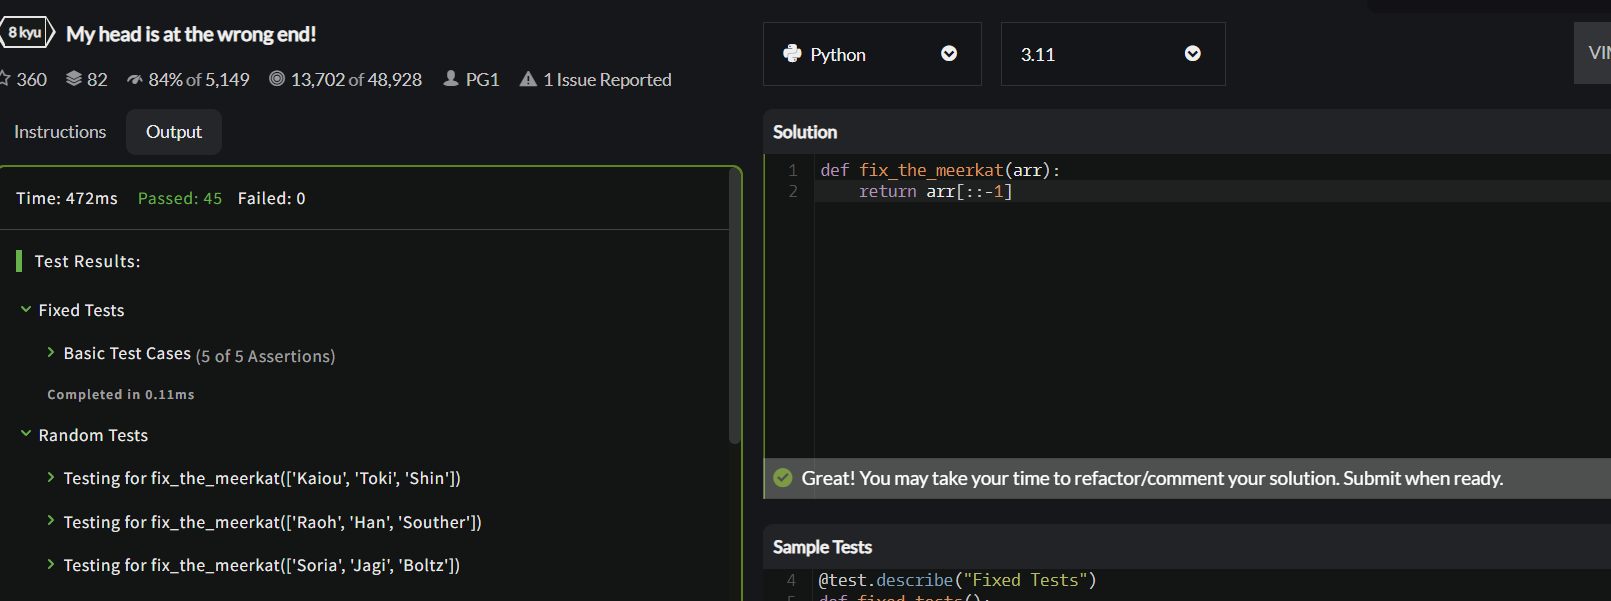 8 kyu My head is at the wrong end!
360 82 84% of 5,149 13,702 of 48,928 PG1 1 Issue Reported
Instructions Output
Time: 472ms Passed: 45 Failed: 0
Test Results:
Fixed Tests
Basic Test Cases (5 of 5 Assertions)
Completed in 0.11ms
Random Tests
Testing for fix_the_meerkat(['Kaiou', 'Toki', 'Shin'])
Testing for fix_the_meerkat(['Raoh', 'Han', 'Souther'])
Testing for fix_the_meerkat(['Soria', 'Jagi', 'Boltz'])
Python 3.11
Solution
1 def fix_the_meerkat(arr):
2 return arr[::-1]
Great! You may take your time to refactor/comment your solution. Submit when ready.
Sample Tests
4 @test.describe("Fixed Tests")
5 def fixed_tests():